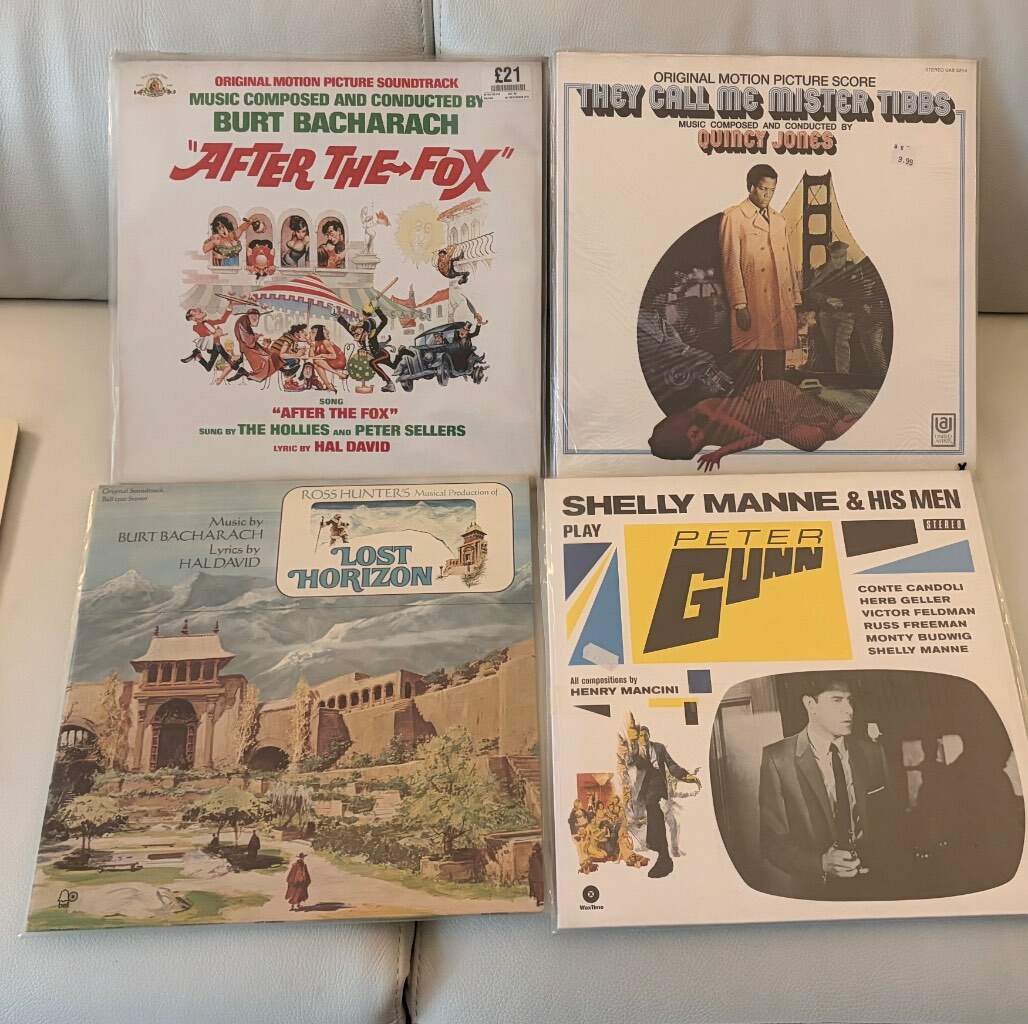 ORIGINAL MOTION PICTURE SOUNDTRACK
£21
MUSIC COMPOSED AND CONDUCTED BY
BURT BACHARACH
"AFTER THE FOX"
SONG
"AFTER THE FOX"
SUNG BY THE HOLLIES AND PETER SELLERS
LYRIC BY HAL DAVID
ORIGINAL MOTION PICTURE SCORE
THEY CALL ME MISTER TIBBS
MUSIC COMPOSED AND CONDUCTED BY
QUINCY JONES
9.99
UNITED
ARTISTS
Original Soundtrack
Music by
BURT BACHARACH
Lyrics by
HAL DAVID
ROSS HUNTER'S Musical Production of
LOST
HORIZON
bell
SHELLY MANNE & HIS MEN
PLAY
PETER
GUNN
STEREO
CONTE CANDOLI
HERB GELLER
VICTOR FELDMAN
RUSS FREEMAN
MONTY BUDWIG
SHELLY MANNE
All compositions by
HENRY MANCINI
WaxTime